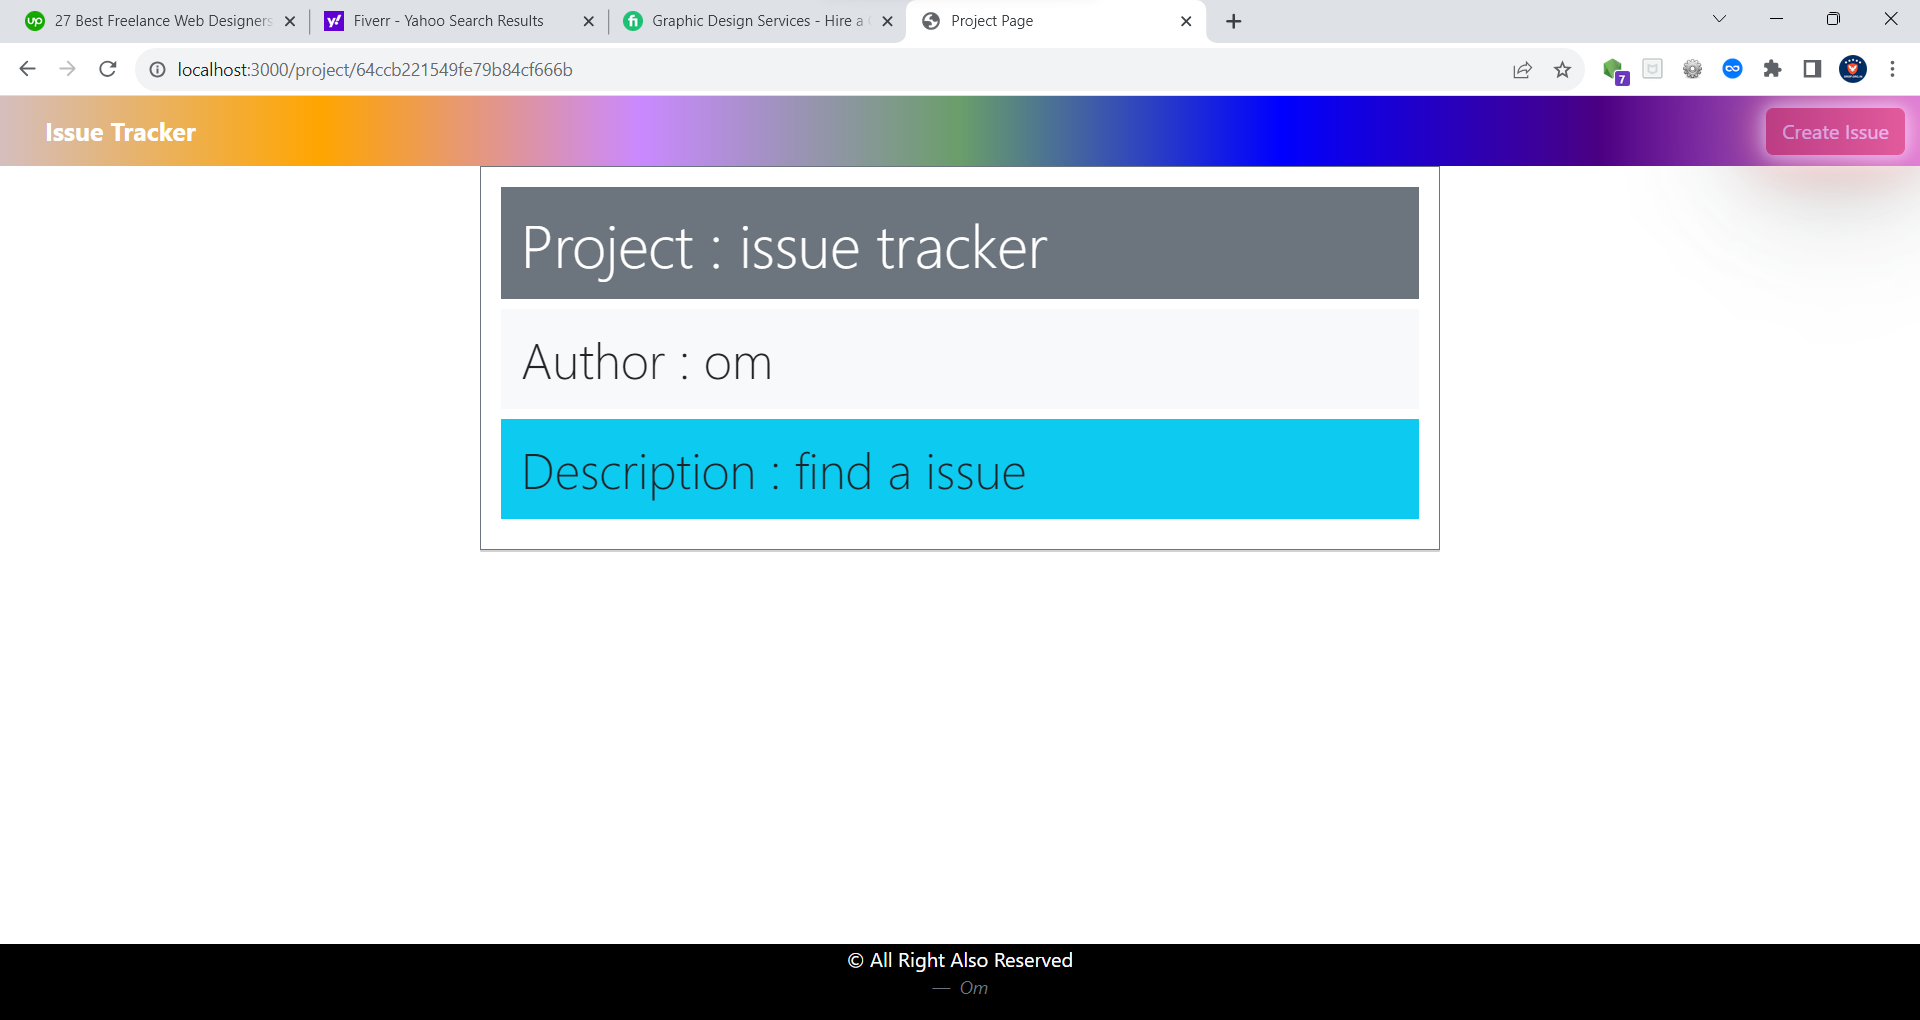 27 Best Freelance Web Designers
Fiverr - Yahoo Search Results
Graphic Design Services - Hire a
Project Page
localhost:3000/project/64ccb221549fe79b84cf666b
7
Issue Tracker
Create Issue
Project : issue tracker
Author : om
Description : find a issue
© All Right Also Reserved
— Om